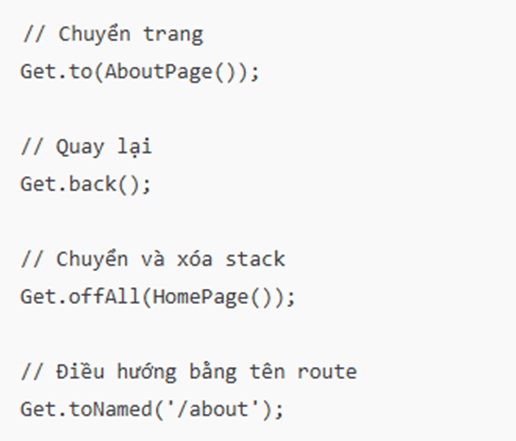 // Chuyển trang
Get.to(AboutPage());
// Quay lại
Get.back();
// Chuyển và xóa stack
Get.offAll(HomePage());
// Điều hướng bằng tên route
Get.toNamed('/about');